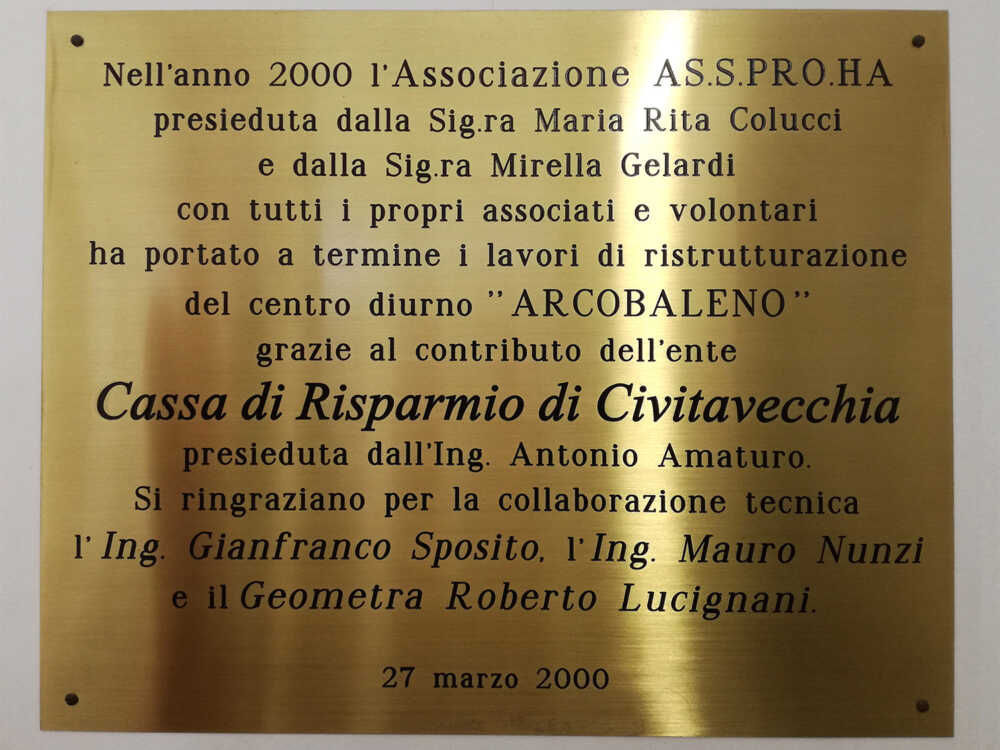 Nell'anno 2000 l'Associazione AS.S.PRO.HA
presieduta dalla Sig.ra Maria Rita Colucci
e dalla Sig.ra Mirella Gelardi
con tutti i propri associati e volontari
ha portato a termine i lavori di ristrutturazione
del centro diurno "ARCOBALENO"
grazie al contributo dell'ente
Cassa di Risparmio di Civitavecchia
presieduta dall'Ing. Antonio Amaturo.
Si ringraziano per la collaborazione tecnica
l'Ing. Gianfranco Sposito, l'Ing. Mauro Nunzi
e il Geometra Roberto Lucignani.
27 marzo 2000